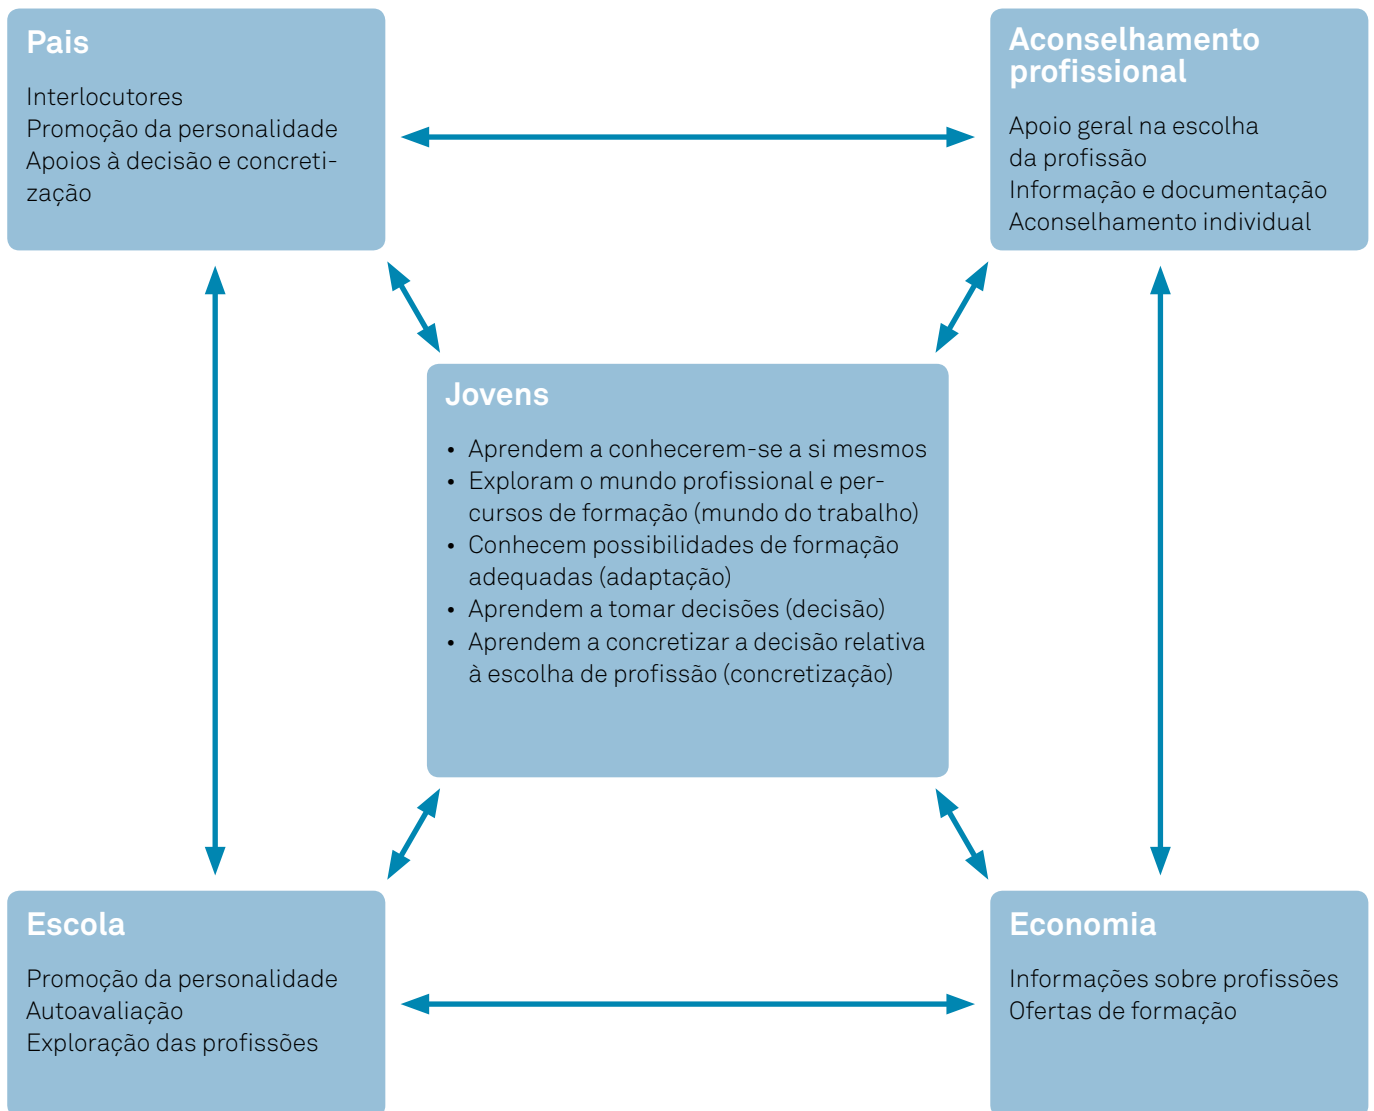 Pais
Interlocutores
Promoção da personalidade
Apoios à decisão e concreti-
zação
Aconselhamento
profissional
Apoio geral na escolha
da profissão
Informação e documentação
Aconselhamento individual
Jovens
• Aprendem a conhecerem-se a si mesmos
• Exploram o mundo profissional e per-
cursos de formação (mundo do trabalho)
• Conhecem possibilidades de formação
adequadas (adaptação)
• Aprendem a tomar decisões (decisão)
• Aprendem a concretizar a decisão relativa
à escolha de profissão (concretização)
Escola
Promoção da personalidade
Autoavaliação
Exploração das profissões
Economia
Informações sobre profissões
Ofertas de formação